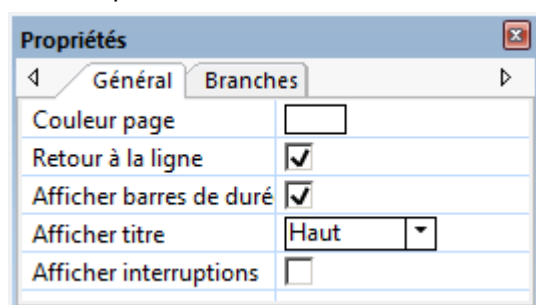 Propriétés
Général Branches
Couleur page
Retour à la ligne
Afficher barres de duré
Afficher titre Haut
Afficher interruptions